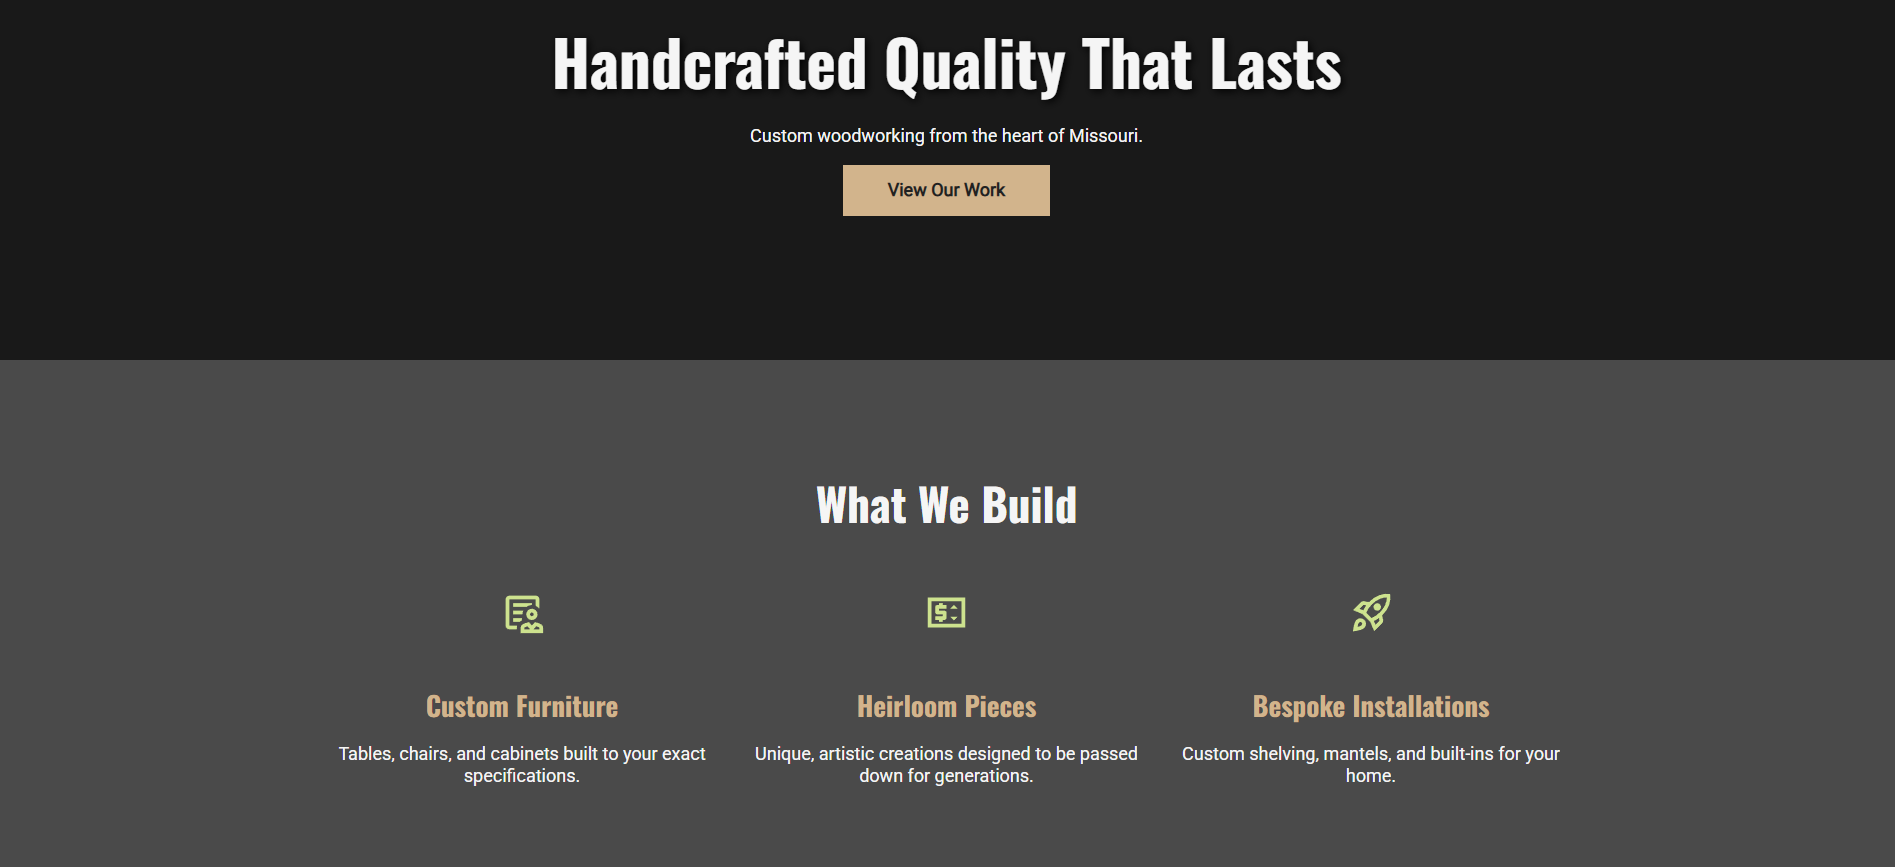 Handcrafted Quality That Lasts
Custom woodworking from the heart of Missouri.
View Our Work
What We Build
Custom Furniture
Tables, chairs, and cabinets built to your exact
specifications.
Heirloom Pieces
Unique, artistic creations designed to be passed
down for generations.
Bespoke Installations
Custom shelving, mantels, and built-ins for your
home.